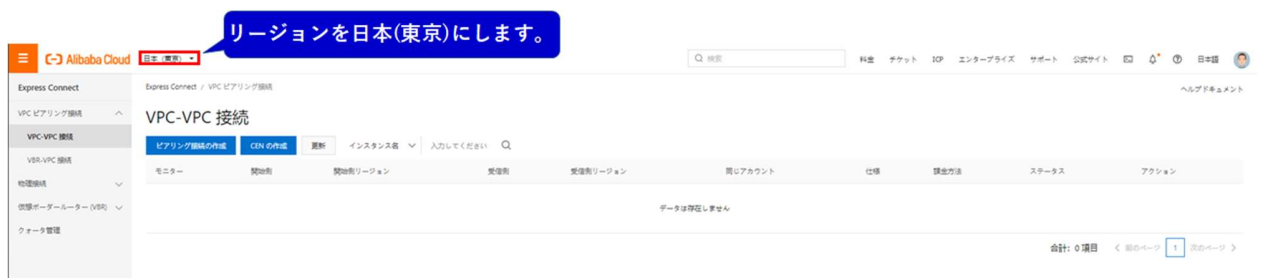 リージョンを日本(東京)にします。
Alibaba Cloud 日本 (東京) 検索 料金 チケット ICP エンタープライズ サポート 公式サイト 日本語
Express Connect
Express Connect / VPC ピアリング接続
ヘルプドキュメント
VPC ピアリング接続
VPC-VPC 接続
VPC-VPC 接続
ピアリング接続の作成 CEN の作成 更新 インスタンス名 入力してください
VBR-VPC 接続
モニター 開始側 開始側リージョン 受信側 受信側リージョン 同じアカウント 仕様 課金方法 ステータス アクション
物理接続
仮想ボーダールーター (VBR)
データは存在しません
クォータ管理
合計: 0 項目 前のページ 1 次のページ